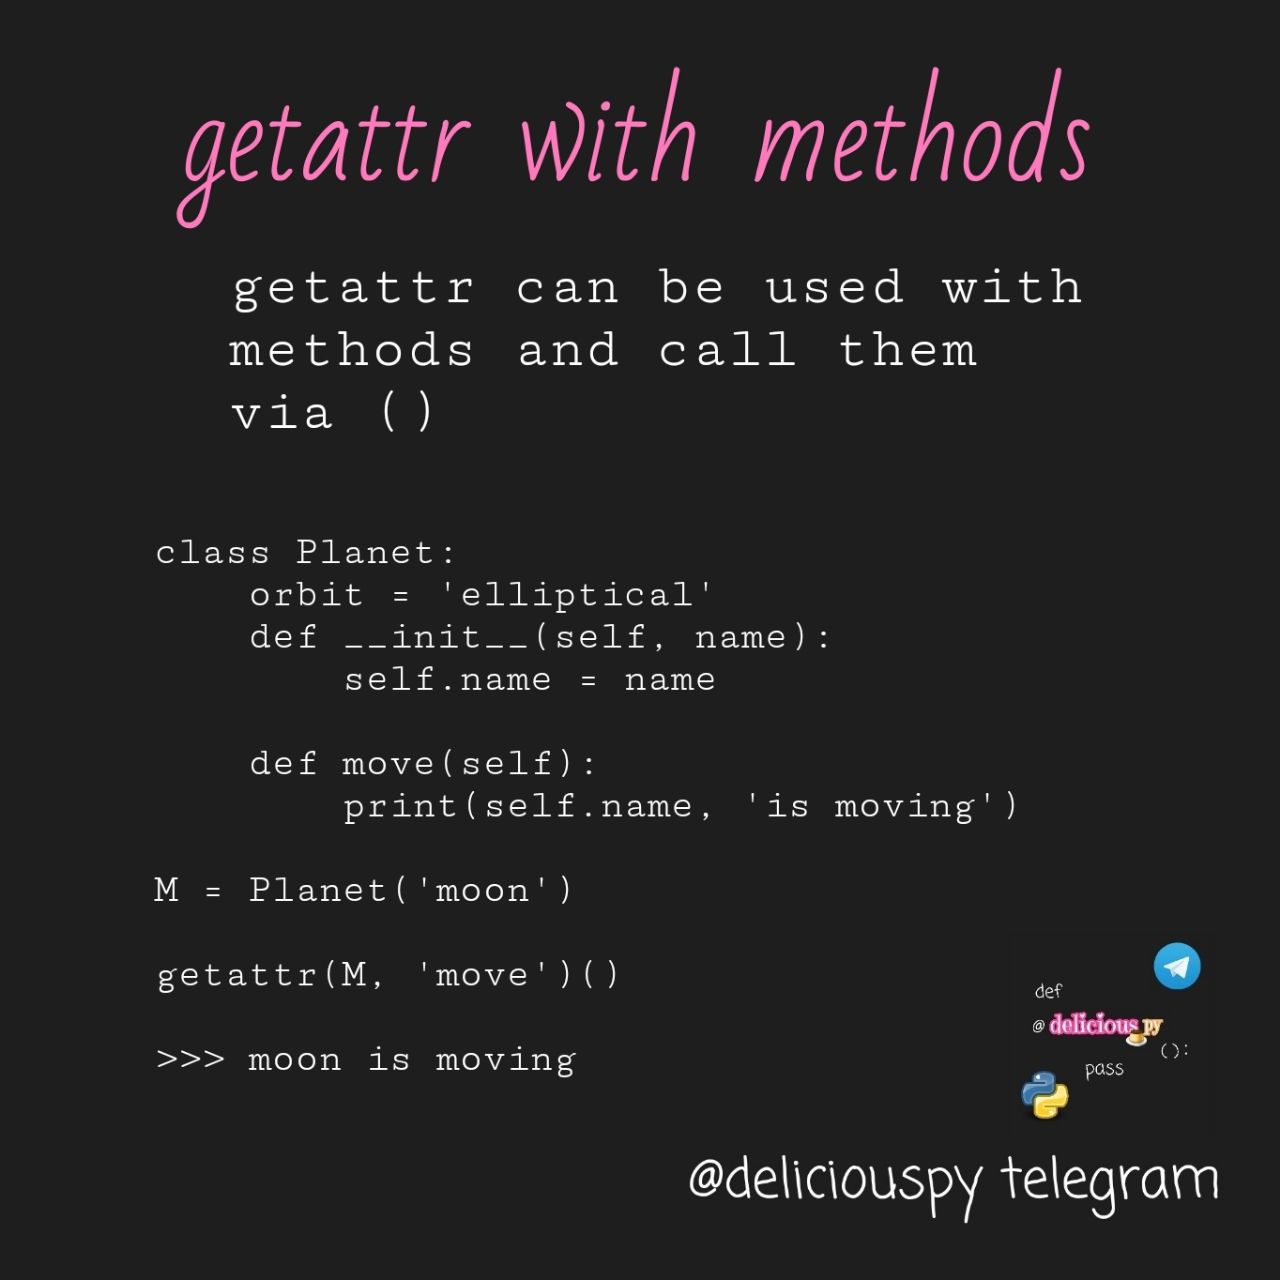 getattr with methods
getattr can be used with
methods and call them
via ()
class Planet:
    orbit = 'elliptical'
    def __init__(self, name):
        self.name = name
    def move(self):
        print(self.name, 'is moving')
M = Planet('moon')
getattr(M, 'move')()
>>> moon is moving
def
@deliciouspy
():
pass
@deliciouspy telegram